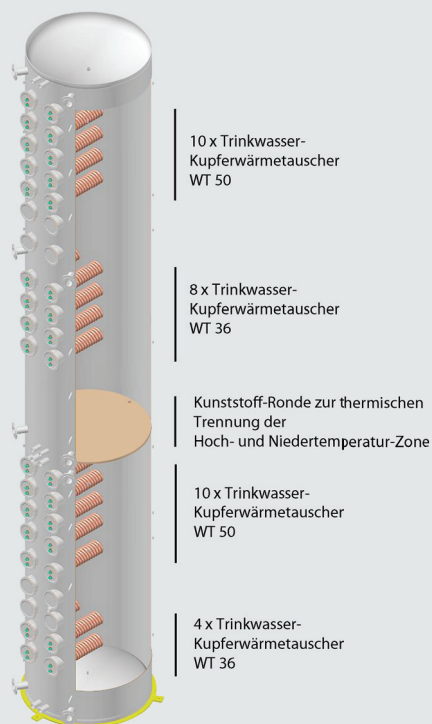 10 x Trinkwasser-
Kupferwärmetauscher
WT 50
8 x Trinkwasser-
Kupferwärmetauscher
WT 36
Kunststoff-Ronde zur thermischen
Trennung der
Hoch- und Niedertemperatur-Zone
10 x Trinkwasser-
Kupferwärmetauscher
WT 50
4 x Trinkwasser-
Kupferwärmetauscher
WT 36